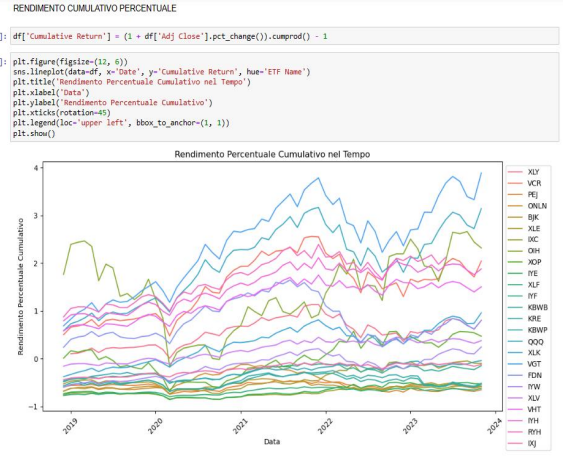 RENDIMENTO CUMULATIVO PERCENTUALE
]: df['Cumulative Return'] = (1 + df['Adj Close'].pct_change()).cumprod() - 1
]: plt.figure(figsize=(12, 6))
sns.lineplot(data=df, x='Date', y='Cumulative Return', hue='ETF Name')
plt.title('Rendimento Percentuale Cumulativo nel Tempo')
plt.xlabel('Data')
plt.ylabel('Rendimento Percentuale Cumulativo')
plt.xticks(rotation=45)
plt.legend(loc='upper left', bbox_to_anchor=(1, 1))
plt.show()
Rendimento Percentuale Cumulativo nel Tempo
Rendimento Percentuale Cumulativo
4
3
2
1
0
−1
2019
2020
2021
2022
2023
2024
Data
XLY
VCR
PEJ
ONLN
BJK
XLE
IXC
OIH
XOP
IYE
XLF
IYF
KBWB
KRE
KBWP
QQQ
XLK
VGT
FDN
IYW
XLV
VHT
IYH
RYH
IXJ